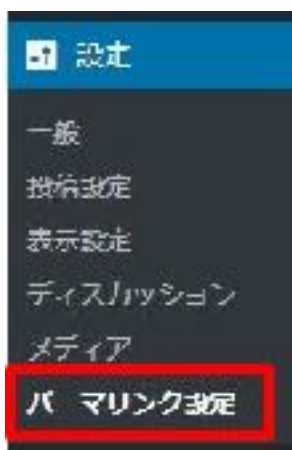 設定
一般
投稿設定
表示設定
ディスカッション
メディア
パーマリンク設定